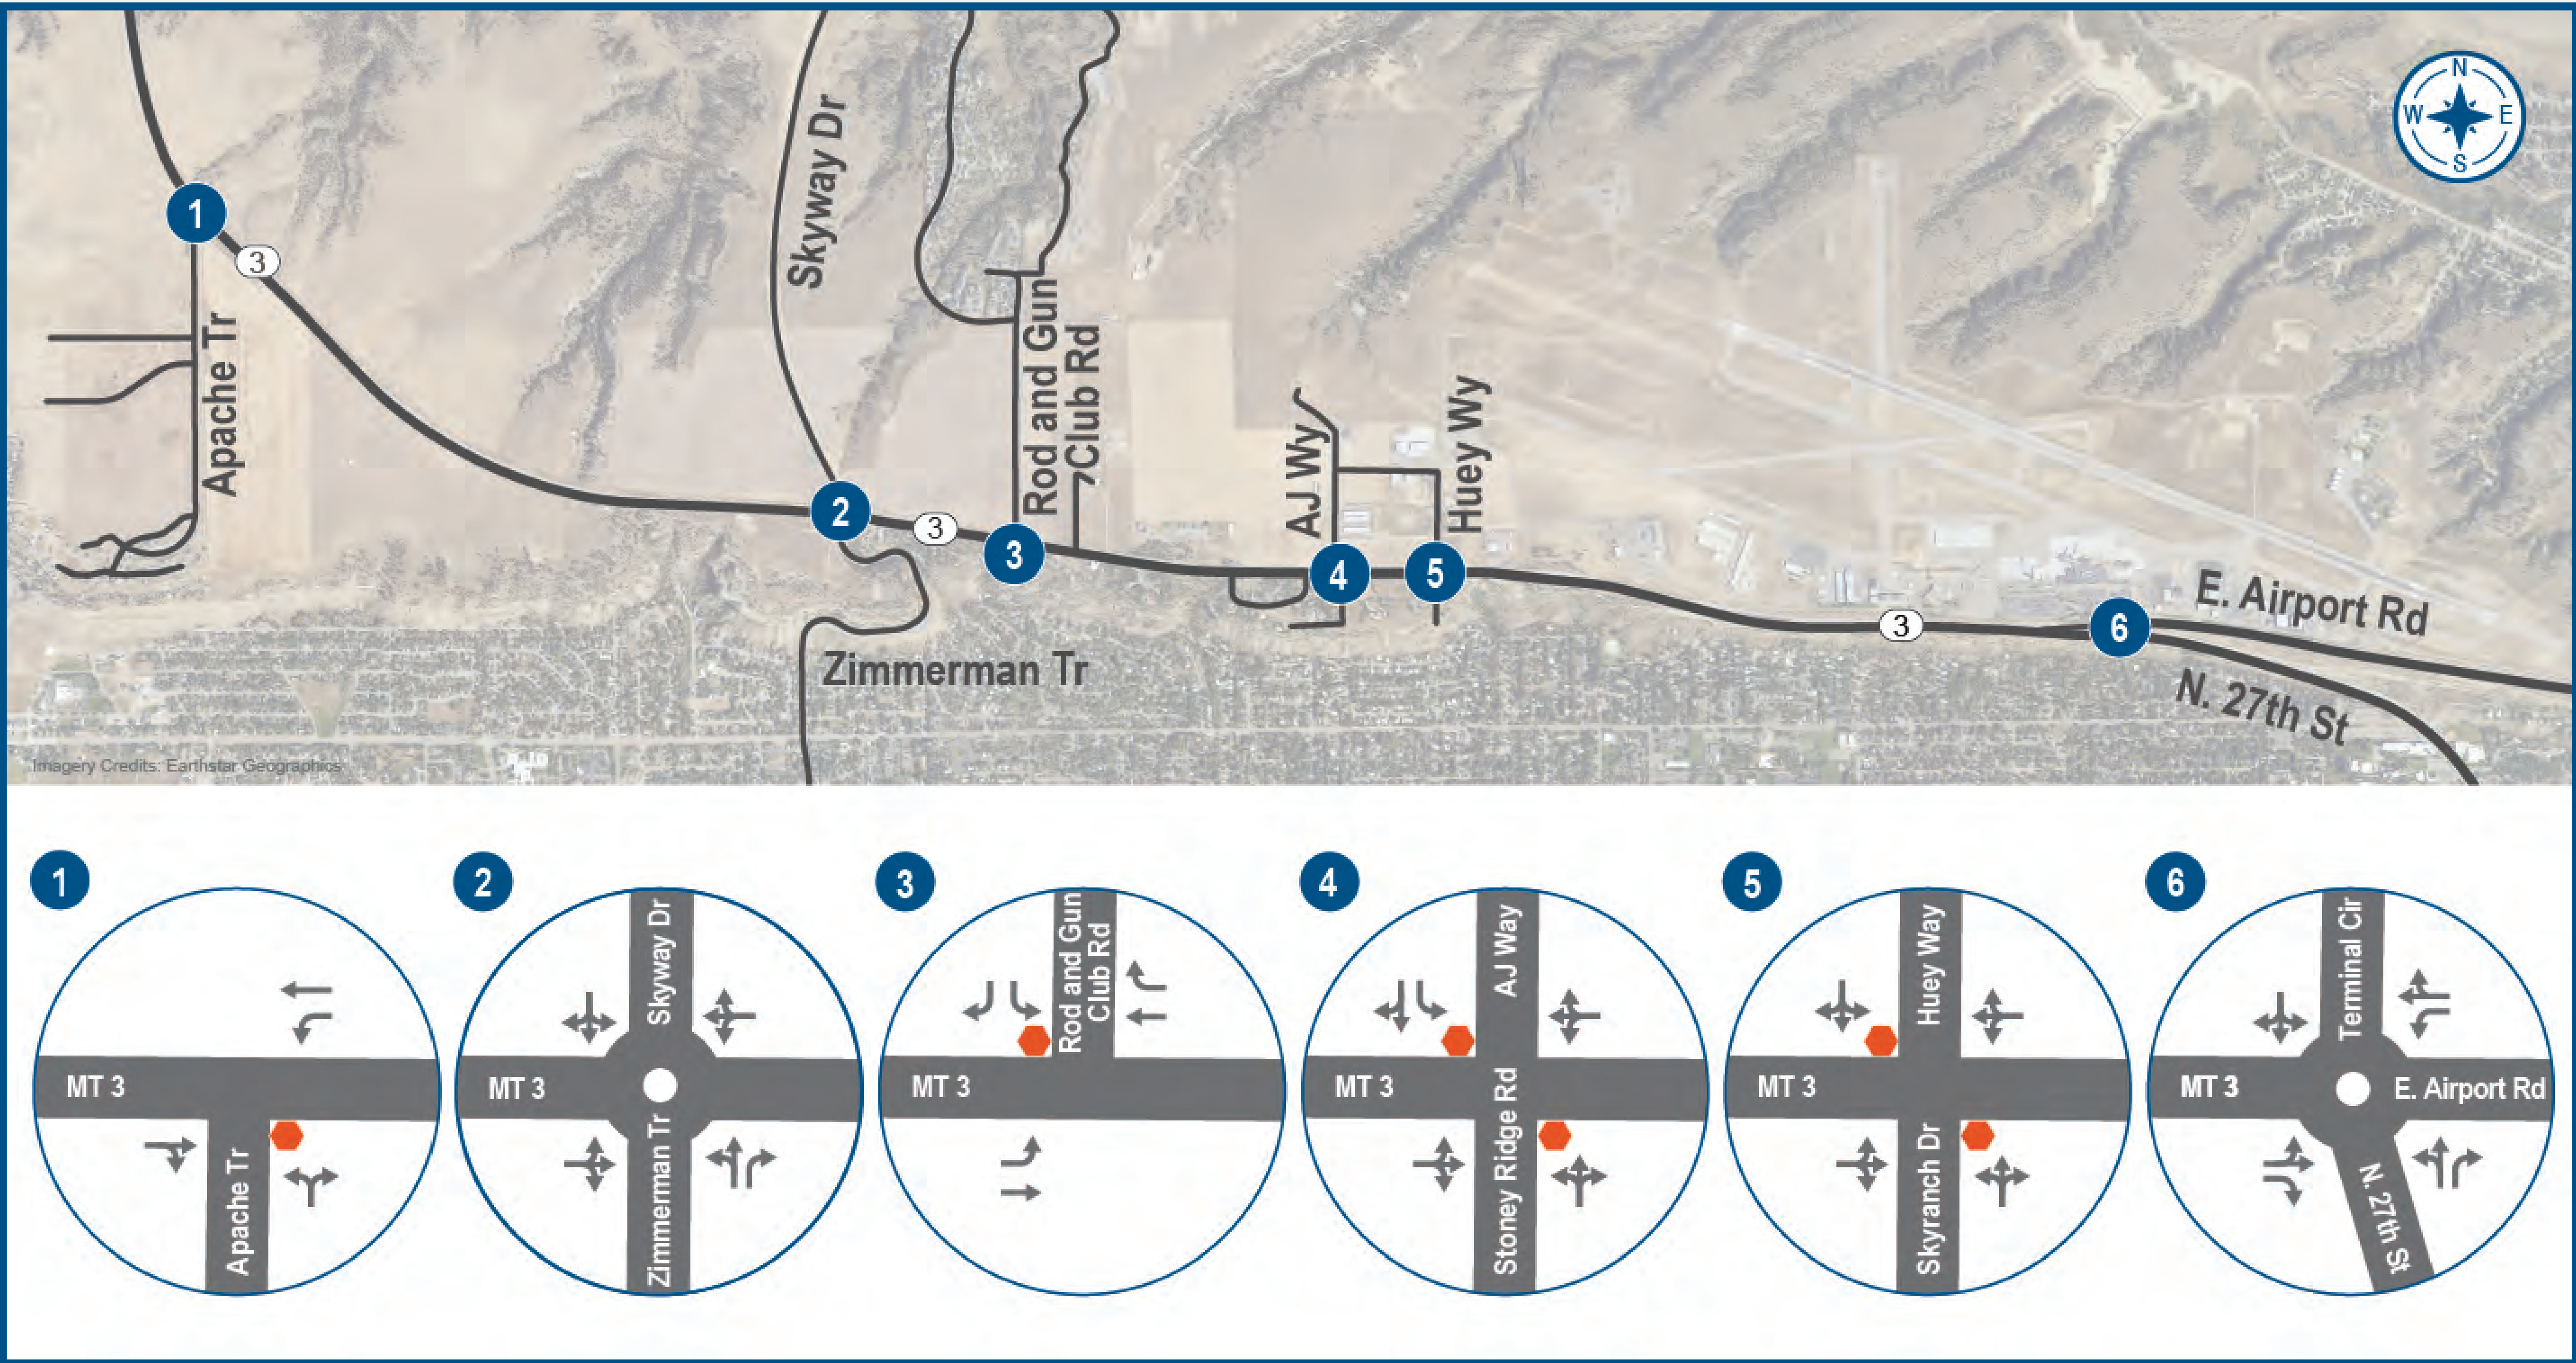 N
W E
S
1
3
Skyway Dr
Apache Tr
2
3
Rod and Gun
Club Rd
3
AJ Wy
Huey Wy
4
5
3
6
E. Airport Rd
N. 27th St
Zimmerman Tr
Imagery Credits: Earthstar Geographics
1
MT 3
Apache Tr
2
Skyway Dr
MT 3
Zimmerman Tr
3
Rod and Gun
Club Rd
MT 3
4
AJ Way
MT 3
Stoney Ridge Rd
5
Huey Way
MT 3
Skyranch Dr
6
Terminal Cir
MT 3
E. Airport Rd
N. 27th St